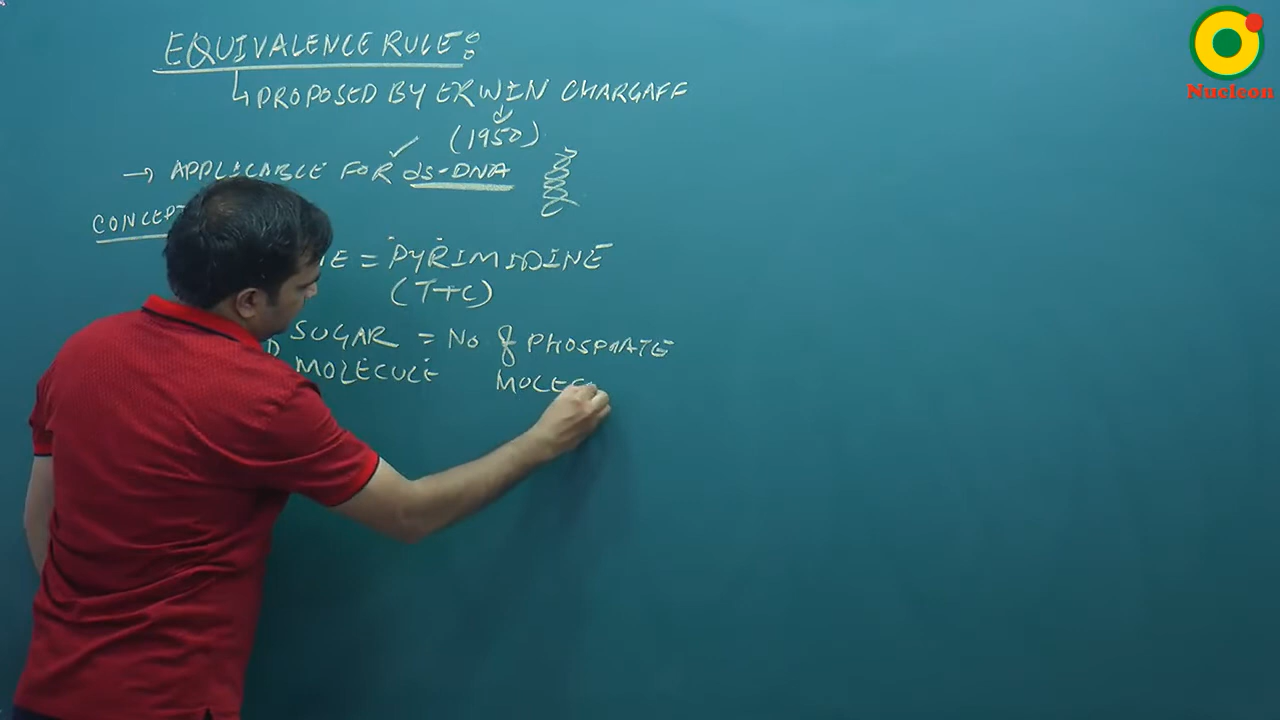 EQUIVALENCE RULE:
↳ PROPOSED BY ERWIN CHARGAFF
(1950)
→ APPLICABLE FOR ds-DNA
CONCEPT
= PYRIMIDINE
(T+C)
SUGAR = No of PHOSPHATE
MOLECULE MOLEC
Nucleon